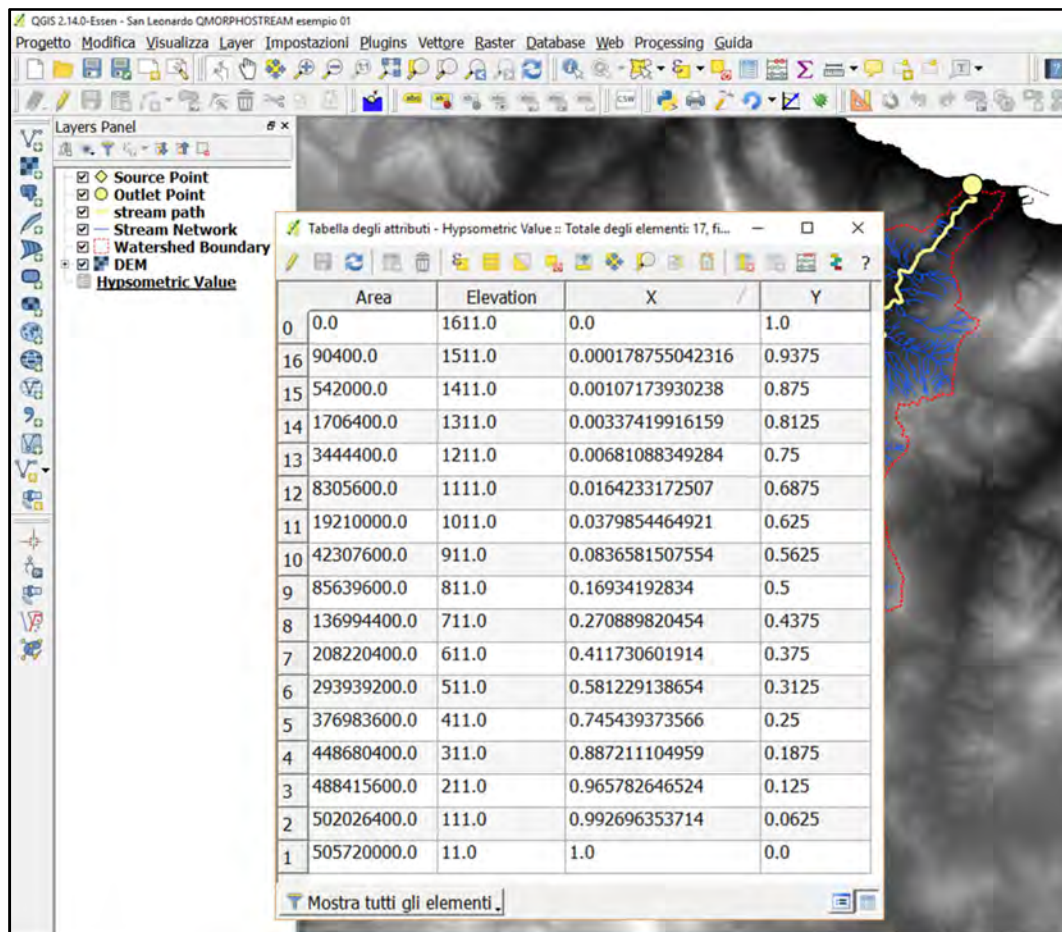 QGIS 2.14.0-Essen - San Leonardo QMORPHOSTREAM esempio 01
Progetto Modifica Visualizza Layer Impostazioni Plugins Vettore Raster Database Web Processing Guida
Layers Panel
Source Point
Outlet Point
stream path
Stream Network
Watershed Boundary
DEM
Hypsometric Value
Tabella degli attributi - Hypsometric Value :: Totale degli elementi: 17, fi...
Area Elevation X Y
0 0.0 1611.0 0.0 1.0
16 90400.0 1511.0 0.000178755042316 0.9375
15 542000.0 1411.0 0.00107173930238 0.875
14 1706400.0 1311.0 0.00337419916159 0.8125
13 3444400.0 1211.0 0.00681088349284 0.75
12 8305600.0 1111.0 0.0164233172507 0.6875
11 19210000.0 1011.0 0.0379854464921 0.625
10 42307600.0 911.0 0.0836581507554 0.5625
9 85639600.0 811.0 0.16934192834 0.5
8 136994400.0 711.0 0.270889820454 0.4375
7 208220400.0 611.0 0.411730601914 0.375
6 293939200.0 511.0 0.581229138654 0.3125
5 376983600.0 411.0 0.745439373566 0.25
4 448680400.0 311.0 0.887211104959 0.1875
3 488415600.0 211.0 0.965782646524 0.125
2 502026400.0 111.0 0.992696353714 0.0625
1 505720000.0 11.0 1.0 0.0
Mostra tutti gli elementi